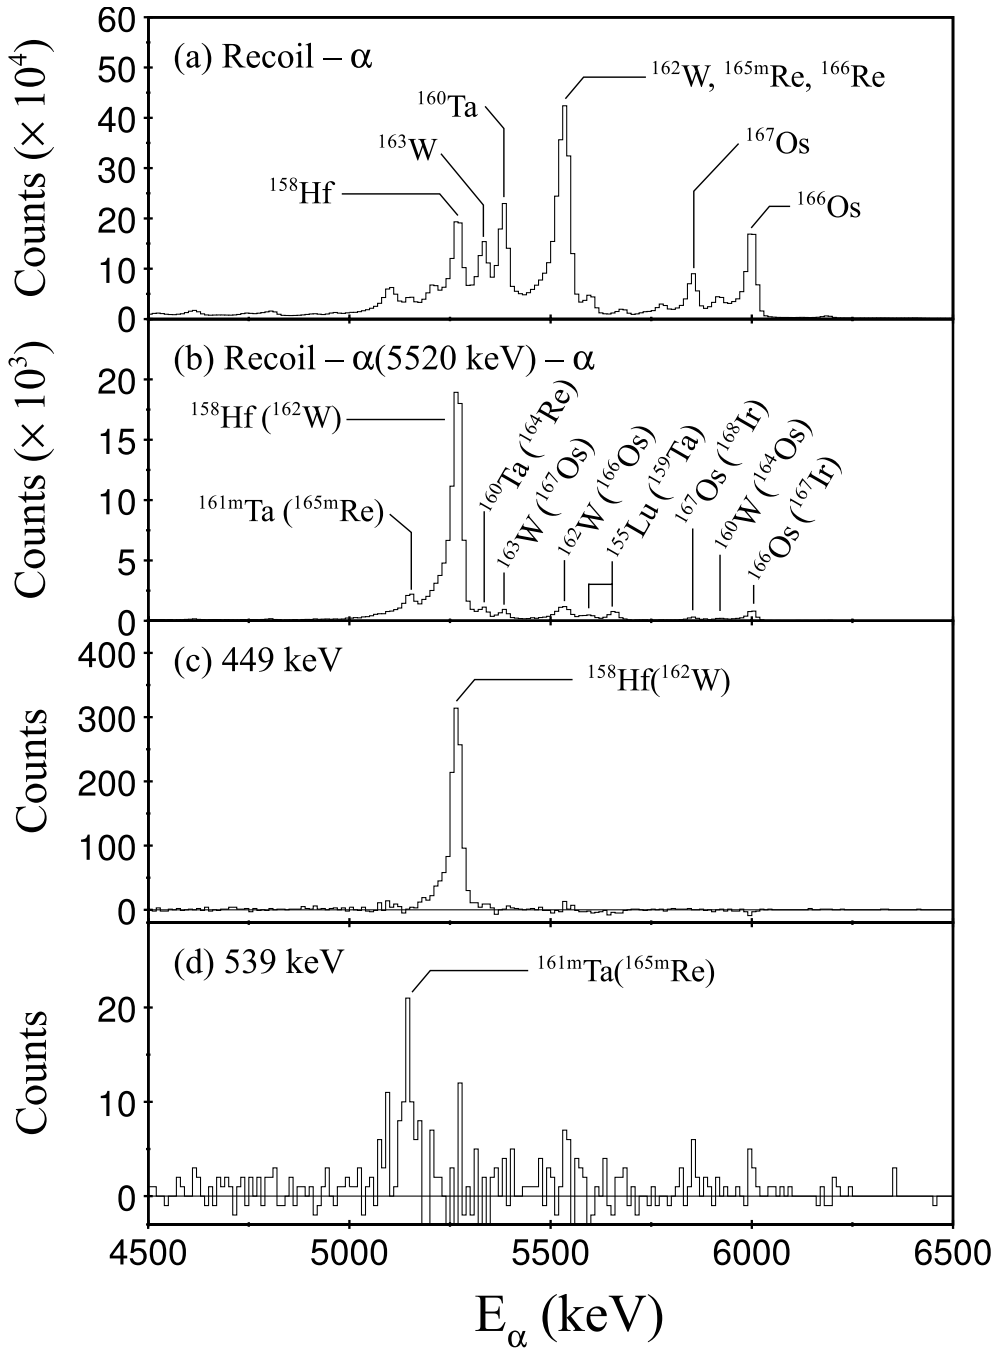 60
(a) Recoil – α
50
¹⁶²W, ¹⁶⁵ᵐRe, ¹⁶⁶Re
¹⁶⁰Ta
40
¹⁶³W
¹⁶⁷Os
30
¹⁵⁸Hf
¹⁶⁶Os
20
10
0
Counts (× 10⁴)
(b) Recoil – α(5520 keV) – α
20
¹⁵⁸Hf (¹⁶²W)
15
¹⁶¹ᵐTa (¹⁶⁵ᵐRe)
¹⁶⁰Ta (¹⁶⁴Re)
¹⁶³W (¹⁶⁷Os)
¹⁶²W (¹⁶⁶Os)
¹⁵⁵Lu (¹⁵⁹Ta)
¹⁶⁷Os (¹⁶⁸Ir)
¹⁶⁰W (¹⁶⁴Os)
¹⁶⁶Os (¹⁶⁷Ir)
10
5
0
Counts (× 10³)
(c) 449 keV
400
¹⁵⁸Hf(¹⁶²W)
300
200
100
0
Counts
(d) 539 keV
¹⁶¹ᵐTa(¹⁶⁵ᵐRe)
20
10
0
Counts
4500 5000 5500 6000 6500
Eα (keV)